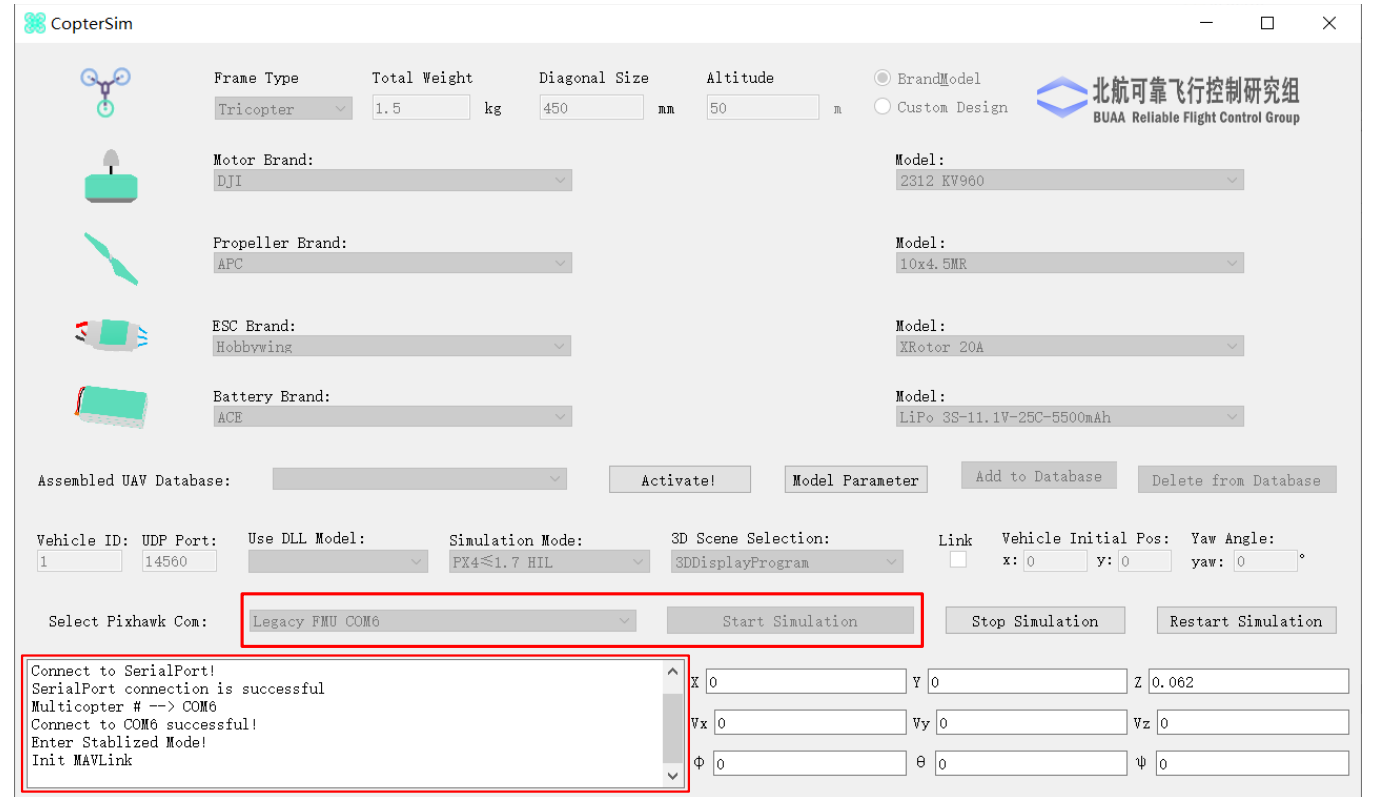 CopterSim
Frame Type Total Weight Diagonal Size Altitude BrandModel
Tricopter 1.5 kg 450 mm 50 m Custom Design
北航可靠飞行控制研究组
BUAA Reliable Flight Control Group
Motor Brand: Model:
DJI 2312 KV960
Propeller Brand: Model:
APC 10x4.5MR
ESC Brand: Model:
Hobbywing XRotor 20A
Battery Brand: Model:
ACE LiPo 3S-11.1V-25C-5500mAh
Assembled UAV Database: Activate! Model Parameter Add to Database Delete from Database
Vehicle ID: UDP Port: Use DLL Model: Simulation Mode: 3D Scene Selection: Link Vehicle Initial Pos: Yaw Angle:
1 14560 PX4≤1.7 HIL 3DDisplayProgram x: 0 y: 0 yaw: 0 °
Select Pixhawk Com: Legacy FMU COM6 Start Simulation Stop Simulation Restart Simulation
Connect to SerialPort!
SerialPort connection is successful
Multicopter # --> COM6
Connect to COM6 successful!
Enter Stablized Mode!
Init MAVLink
X 0 Y 0 Z 0.062
Vx 0 Vy 0 Vz 0
Φ 0 θ 0 ψ 0